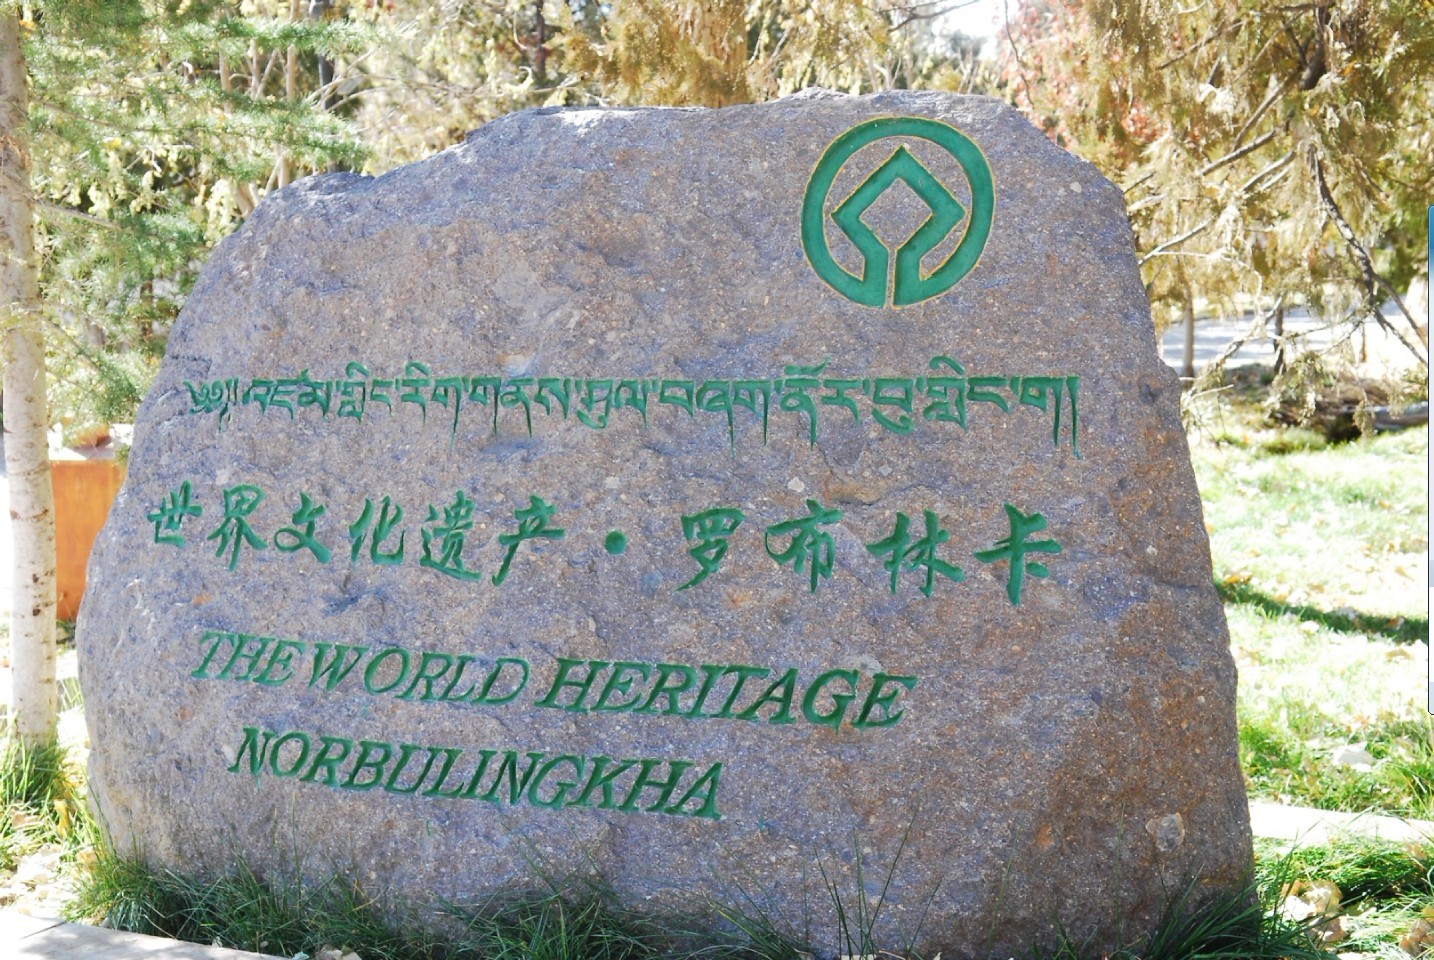 ༄༅།། འཛམ་གླིང་རིག་གནས་ཤུལ་བཞག་ནོར་བུ་གླིང་ག།
世界文化遗产·罗布林卡
THE WORLD HERITAGE
NORBULINGKHA